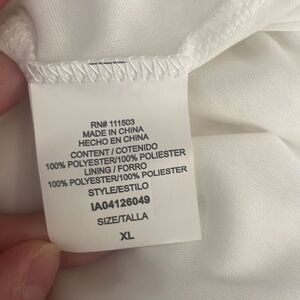 RN# 111503
MADE IN CHINA
HECHO EN CHINA
CONTENT / COTENIDO
100% POLYESTER/100% POLIESTER
LINING / FORRO
100% POLYESTER/100% POLIESTER
STYLE/ESTILO
IA04126049
SIZE/TALLA
XL